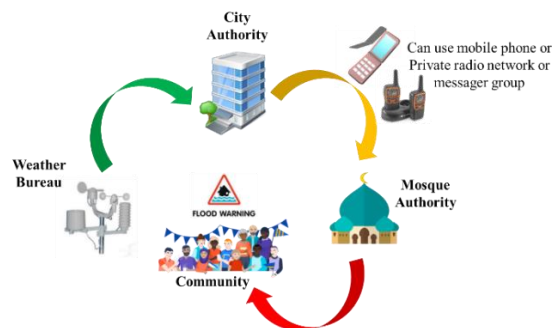 City
Authority
Can use mobile phone or
Private radio network or
messager group
Weather
Bureau
FLOOD WARNING
Mosque
Authority
Community